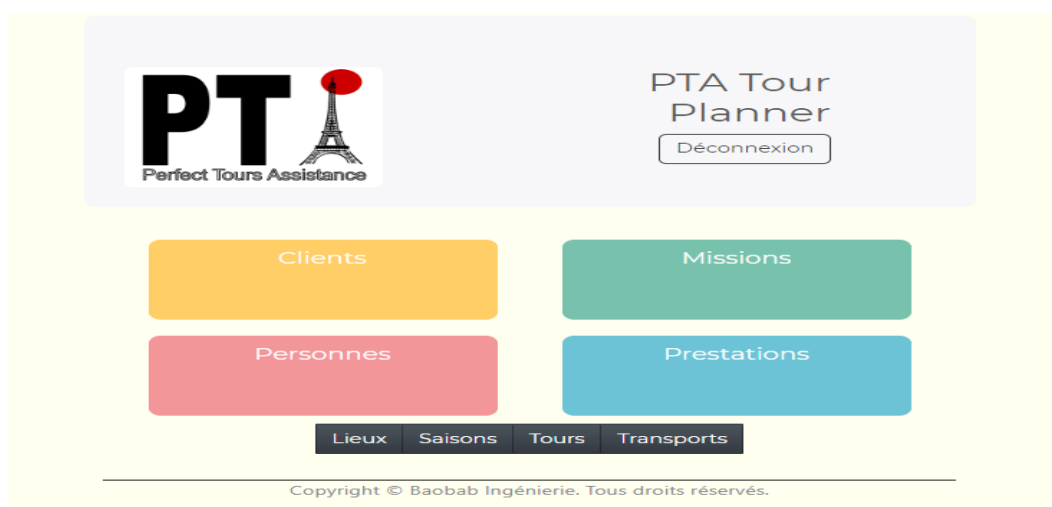 PT
Perfect Tours Assistance
PTA Tour
Planner
Déconnexion
Clients
Missions
Personnes
Prestations
Lieux Saisons Tours Transports
Copyright © Baobab Ingénierie. Tous droits réservés.